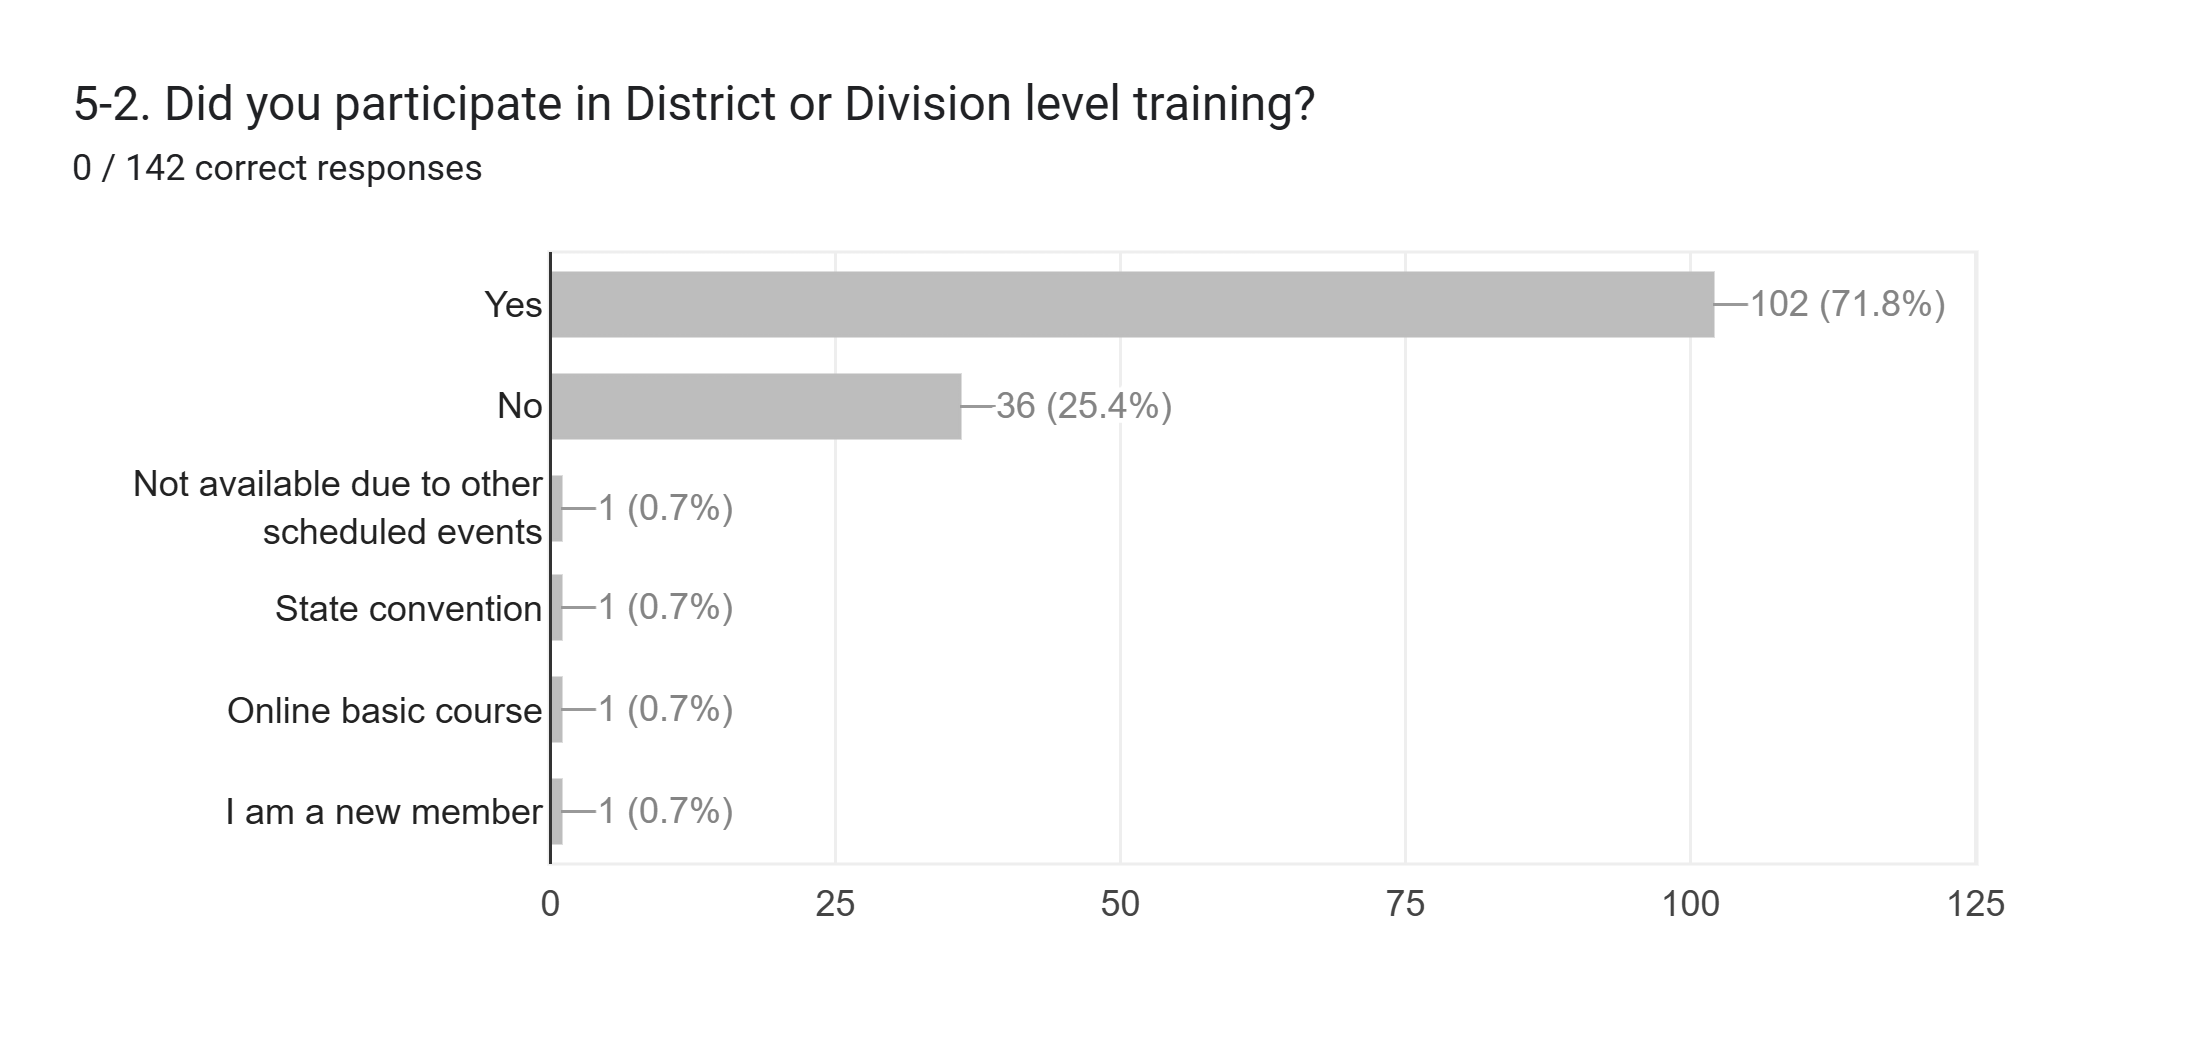 5-2. Did you participate in District or Division level training?
0 / 142 correct responses
Yes
102 (71.8%)
No
36 (25.4%)
Not available due to other
scheduled events
1 (0.7%)
State convention
1 (0.7%)
Online basic course
1 (0.7%)
I am a new member
1 (0.7%)
0 25 50 75 100 125